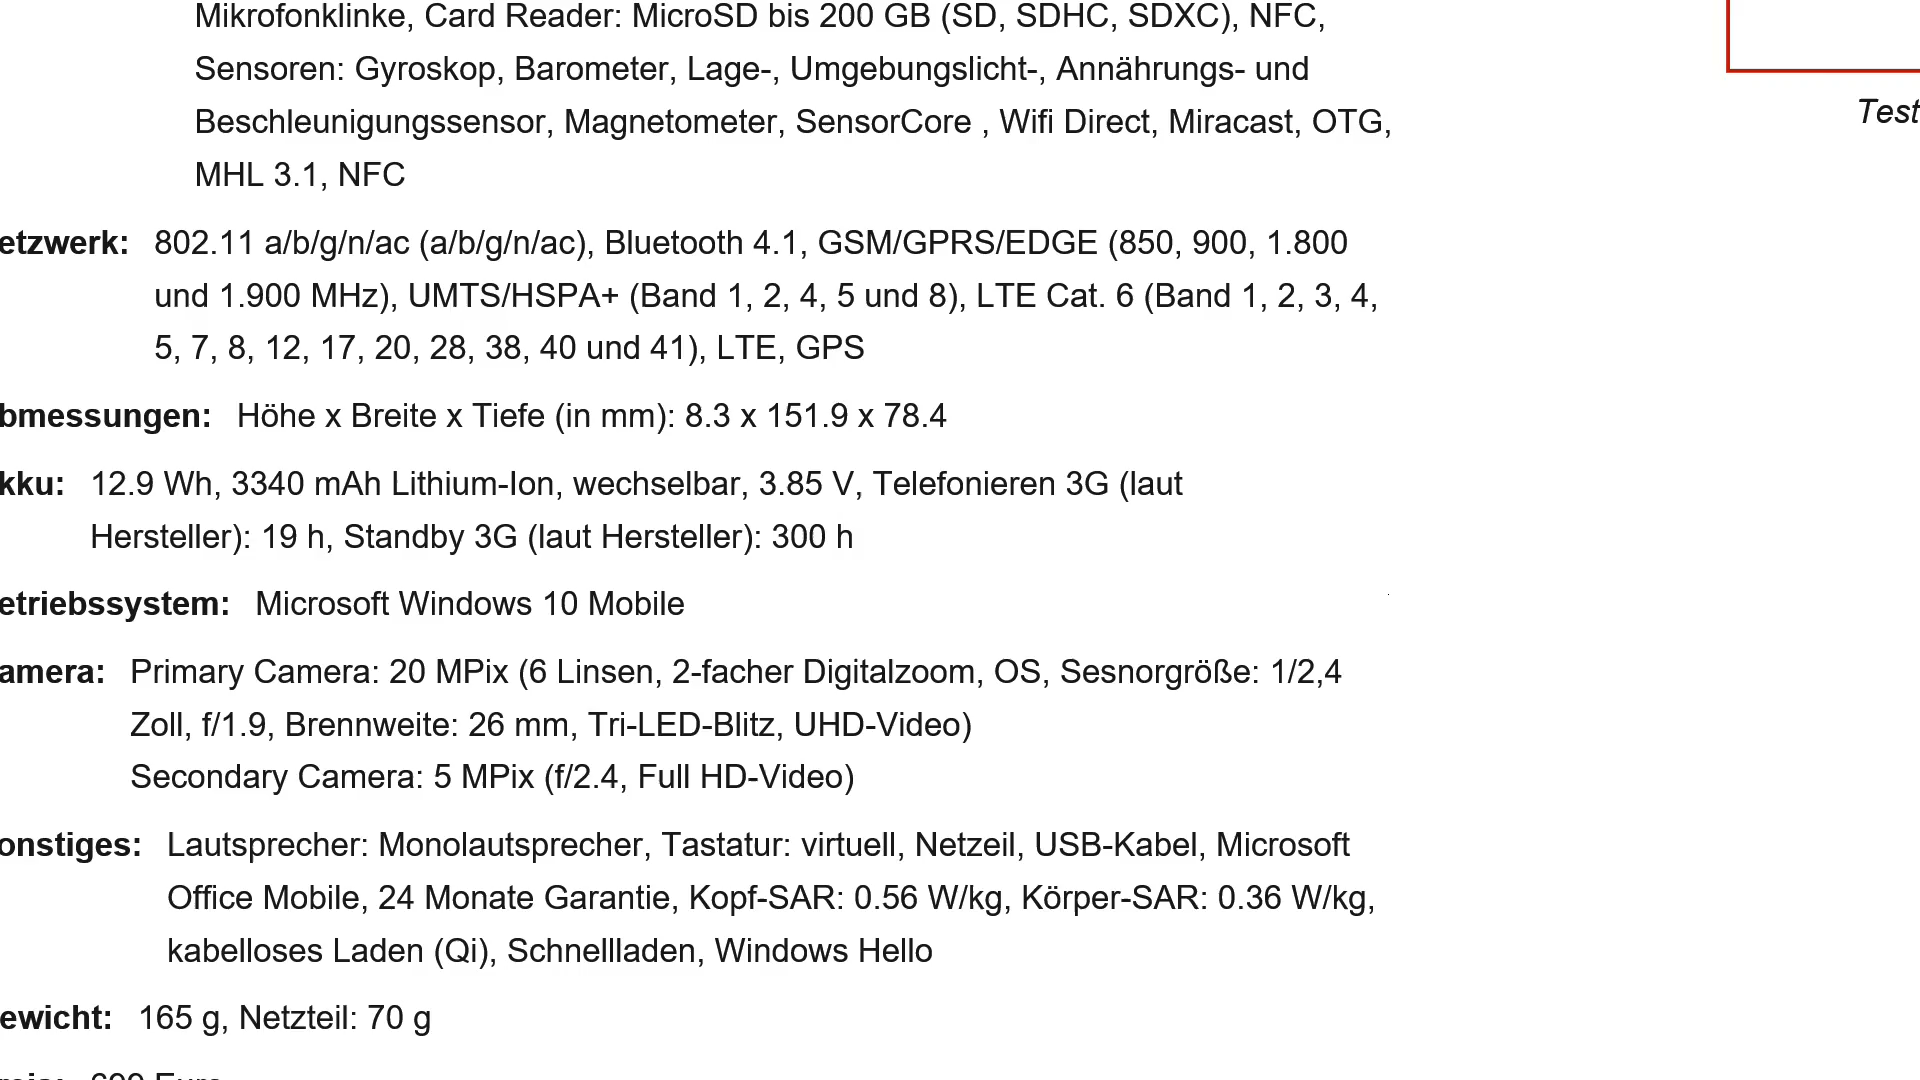 Mikrofonklinke, Card Reader: MicroSD bis 200 GB (SD, SDHC, SDXC), NFC,
Sensoren: Gyroskop, Barometer, Lage-, Umgebungslicht-, Annährungs- und
Beschleunigungssensor, Magnetometer, SensorCore , Wifi Direct, Miracast, OTG,
MHL 3.1, NFC
Test
etzwerk: 802.11 a/b/g/n/ac (a/b/g/n/ac), Bluetooth 4.1, GSM/GPRS/EDGE (850, 900, 1.800
und 1.900 MHz), UMTS/HSPA+ (Band 1, 2, 4, 5 und 8), LTE Cat. 6 (Band 1, 2, 3, 4,
5, 7, 8, 12, 17, 20, 28, 38, 40 und 41), LTE, GPS
bmessungen: Höhe x Breite x Tiefe (in mm): 8.3 x 151.9 x 78.4
kku: 12.9 Wh, 3340 mAh Lithium-Ion, wechselbar, 3.85 V, Telefonieren 3G (laut
Hersteller): 19 h, Standby 3G (laut Hersteller): 300 h
etriebssystem: Microsoft Windows 10 Mobile
amera: Primary Camera: 20 MPix (6 Linsen, 2-facher Digitalzoom, OS, Sesnorgröße: 1/2,4
Zoll, f/1.9, Brennweite: 26 mm, Tri-LED-Blitz, UHD-Video)
Secondary Camera: 5 MPix (f/2.4, Full HD-Video)
onstiges: Lautsprecher: Monolautsprecher, Tastatur: virtuell, Netzeil, USB-Kabel, Microsoft
Office Mobile, 24 Monate Garantie, Kopf-SAR: 0.56 W/kg, Körper-SAR: 0.36 W/kg,
kabelloses Laden (Qi), Schnellladen, Windows Hello
ewicht: 165 g, Netzteil: 70 g